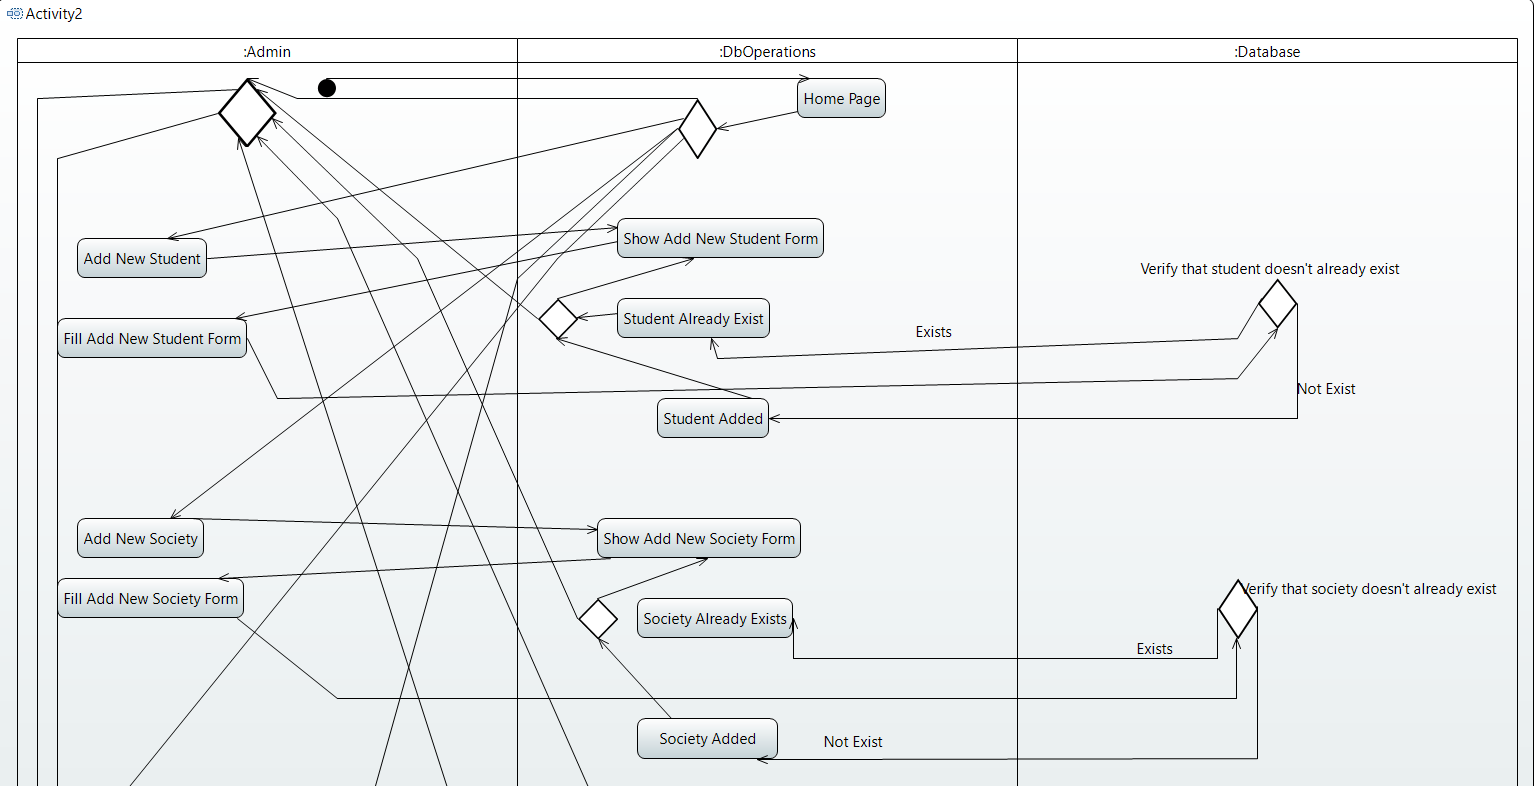 Activity2
:Admin
:DbOperations
:Database
Home Page
Add New Student
Show Add New Student Form
Verify that student doesn't already exist
Fill Add New Student Form
Student Already Exist
Exists
Not Exist
Student Added
Add New Society
Show Add New Society Form
Fill Add New Society Form
Society Already Exists
Verify that society doesn't already exist
Exists
Society Added
Not Exist